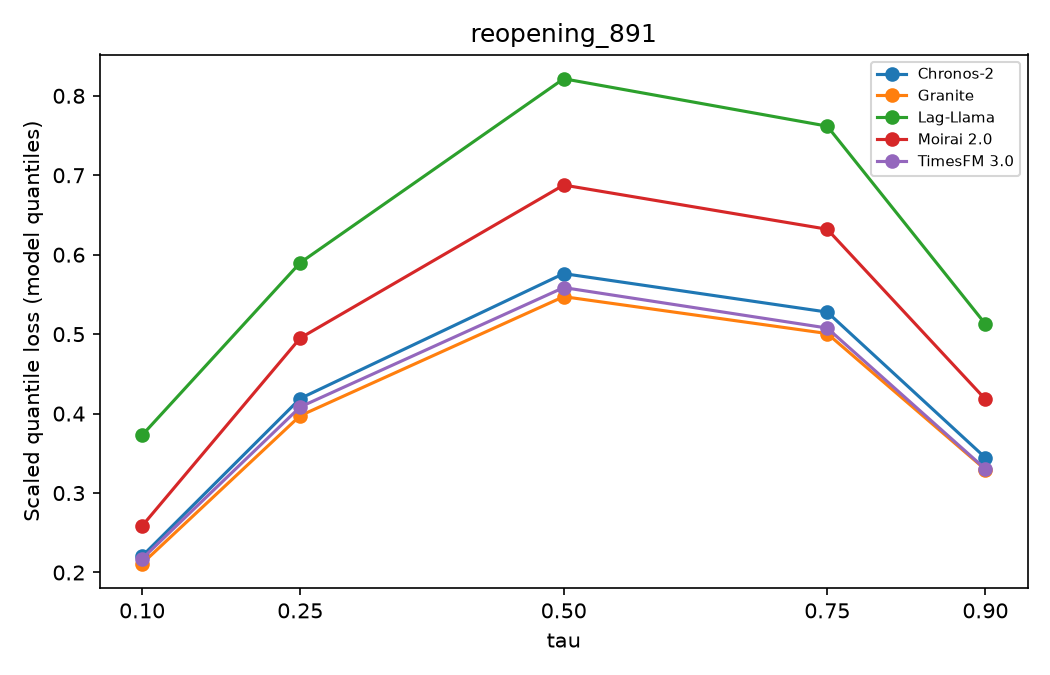 reopening_891
Scaled quantile loss (model quantiles)
0.8
0.7
0.6
0.5
0.4
0.3
0.2
Chronos-2
Granite
Lag-Llama
Moirai 2.0
TimesFM 3.0
0.10 0.25 0.50 0.75 0.90
tau